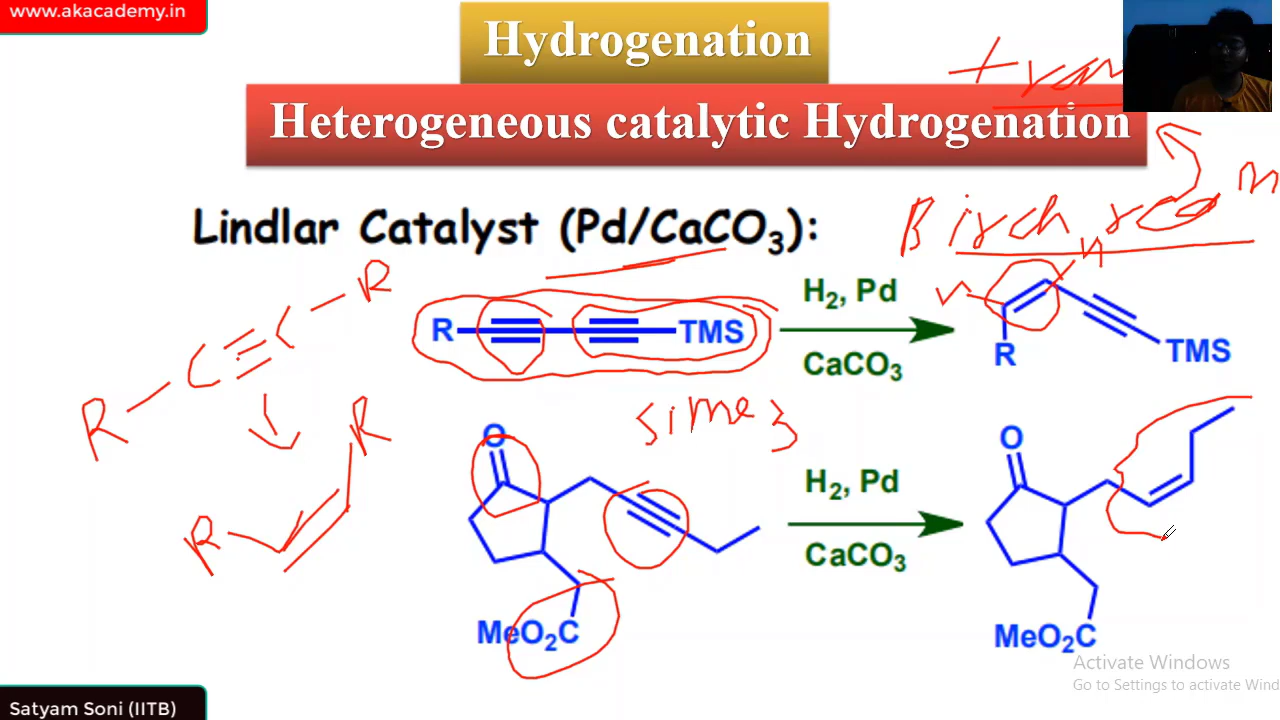 www.akacademy.in
Hydrogenation
Heterogeneous catalytic Hydrogenation
Lindlar Catalyst (Pd/CaCO₃):
Birch
H₂, Pd
R
TMS
CaCO₃
R
TMS
R
C
C
R
R
R
SiMe3
O
MeO₂C
H₂, Pd
CaCO₃
O
MeO₂C
Activate Windows
Go to Settings to activate Wind
Satyam Soni (IITB)